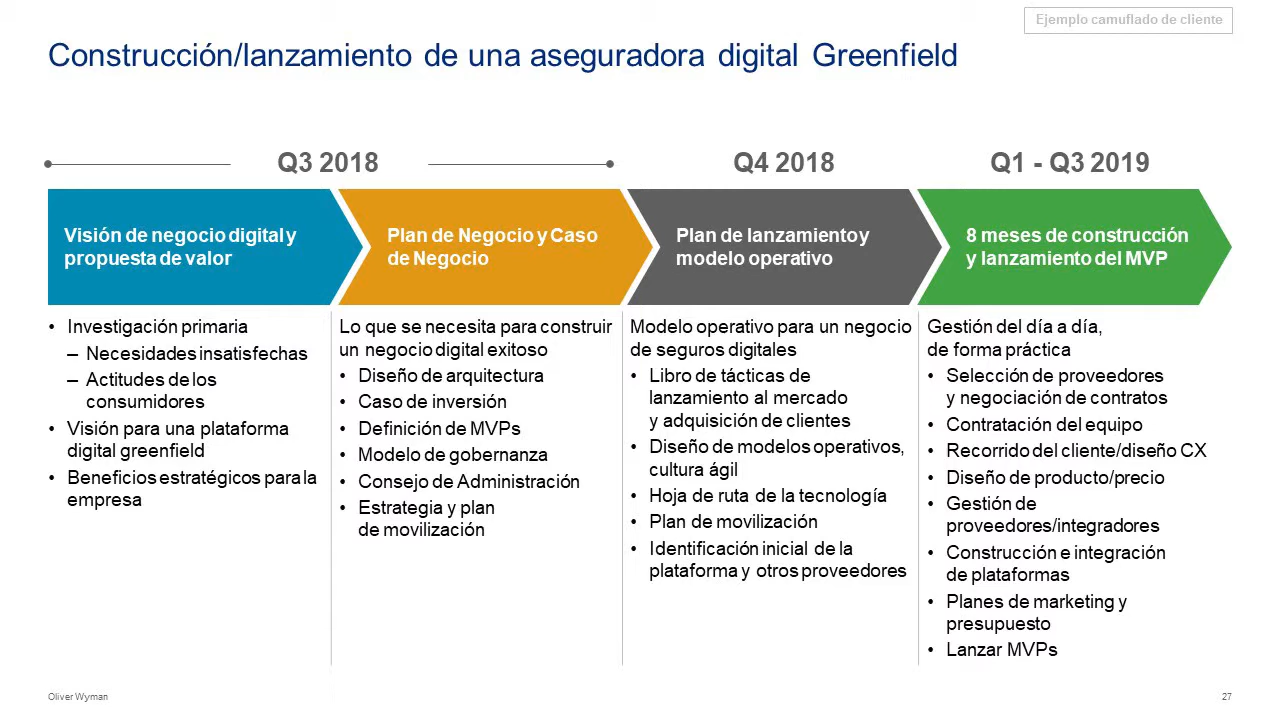 Ejemplo camuflado de cliente
Construcción/lanzamiento de una aseguradora digital Greenfield
Q3 2018
Q4 2018
Q1 - Q3 2019
Visión de negocio digital y
propuesta de valor
Plan de Negocio y Caso
de Negocio
Plan de lanzamiento y
modelo operativo
8 meses de construcción
y lanzamiento del MVP
• Investigación primaria
– Necesidades insatisfechas
– Actitudes de los
consumidores
• Visión para una plataforma
digital greenfield
• Beneficios estratégicos para la
empresa
Lo que se necesita para construir
un negocio digital exitoso
• Diseño de arquitectura
• Caso de inversión
• Definición de MVPs
• Modelo de gobernanza
• Consejo de Administración
• Estrategia y plan
de movilización
Modelo operativo para un negocio
de seguros digitales
• Libro de tácticas de
lanzamiento al mercado
y adquisición de clientes
• Diseño de modelos operativos,
cultura ágil
• Hoja de ruta de la tecnología
• Plan de movilización
• Identificación inicial de la
plataforma y otros proveedores
Gestión del día a día,
de forma práctica
• Selección de proveedores
y negociación de contratos
• Contratación del equipo
• Recorrido del cliente/diseño CX
• Diseño de producto/precio
• Gestión de
proveedores/integradores
• Construcción e integración
de plataformas
• Planes de marketing y
presupuesto
• Lanzar MVPs
Oliver Wyman
27